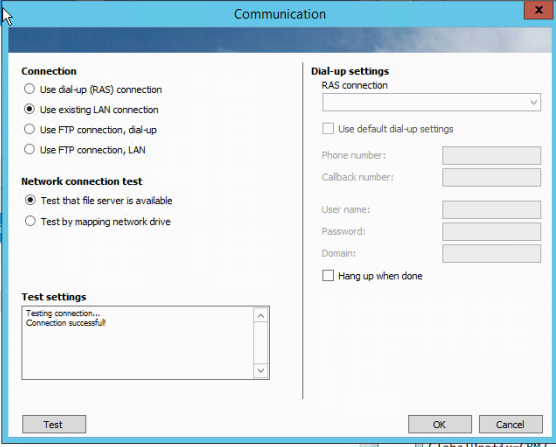 Communication
x
Connection
Use dial-up (RAS) connection
Use existing LAN connection
Use FTP connection, dial-up
Use FTP connection, LAN
Network connection test
Test that file server is available
Test by mapping network drive
Test settings
Testing connection...
Connection successful!
Dial-up settings
RAS connection
Use default dial-up settings
Phone number:
Callback number:
User name:
Password:
Domain:
Hang up when done
Test
OK
Cancel